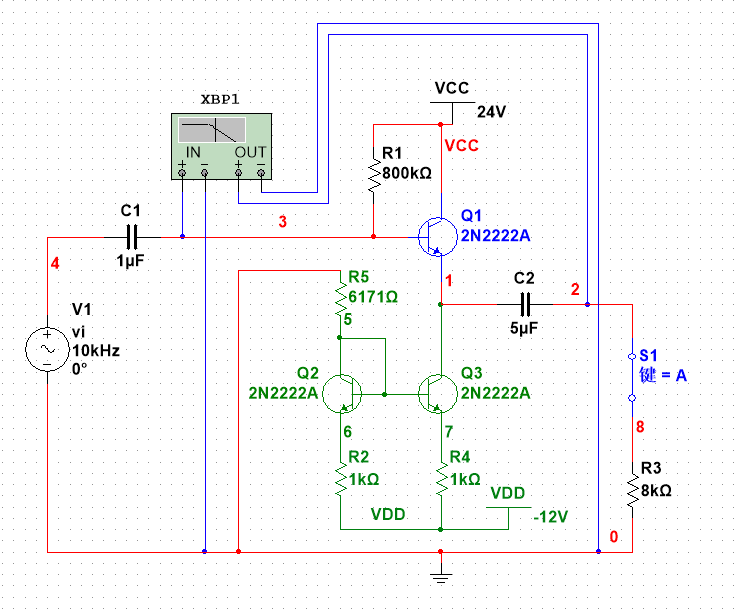 VCC
24V
XBP1
IN
OUT
+
-
+
-
R1
800kΩ
VCC
C1
1μF
3
Q1
2N2222A
4
R5
6171Ω
5
1
C2
5μF
2
V1
vi
10kHz
0°
S1
键 = A
Q2
2N2222A
Q3
2N2222A
6
7
8
R2
1kΩ
R4
1kΩ
R3
8kΩ
VDD
VDD
-12V
0